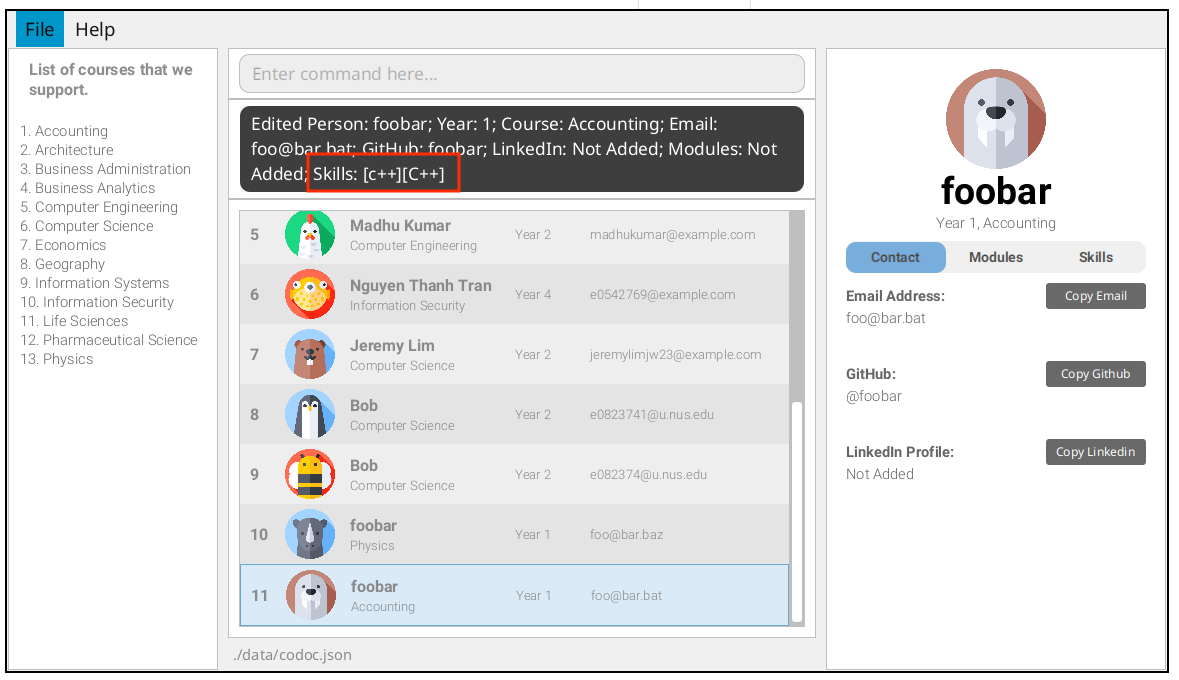 File Help
List of courses that we
support.
1. Accounting
2. Architecture
3. Business Administration
4. Business Analytics
5. Computer Engineering
6. Computer Science
7. Economics
8. Geography
9. Information Systems
10. Information Security
11. Life Sciences
12. Pharmaceutical Science
13. Physics
Enter command here...
Edited Person: foobar; Year: 1; Course: Accounting; Email:
foo@bar.bat; GitHub: foobar; LinkedIn: Not Added; Modules: Not
Added; Skills: [c++][C++]
5 Madhu Kumar Year 2 madhukumar@example.com
Computer Engineering
6 Nguyen Thanh Tran Year 4 e0542769@example.com
Information Security
7 Jeremy Lim Year 2 jeremylimjw23@example.com
Computer Science
8 Bob Year 2 e0823741@u.nus.edu
Computer Science
9 Bob Year 2 e082374@u.nus.edu
Computer Science
10 foobar Year 1 foo@bar.baz
Physics
11 foobar Year 1 foo@bar.bat
Accounting
./data/codoc.json
foobar
Year 1, Accounting
Contact Modules Skills
Email Address: Copy Email
foo@bar.bat
GitHub: Copy Github
@foobar
LinkedIn Profile: Copy Linkedin
Not Added